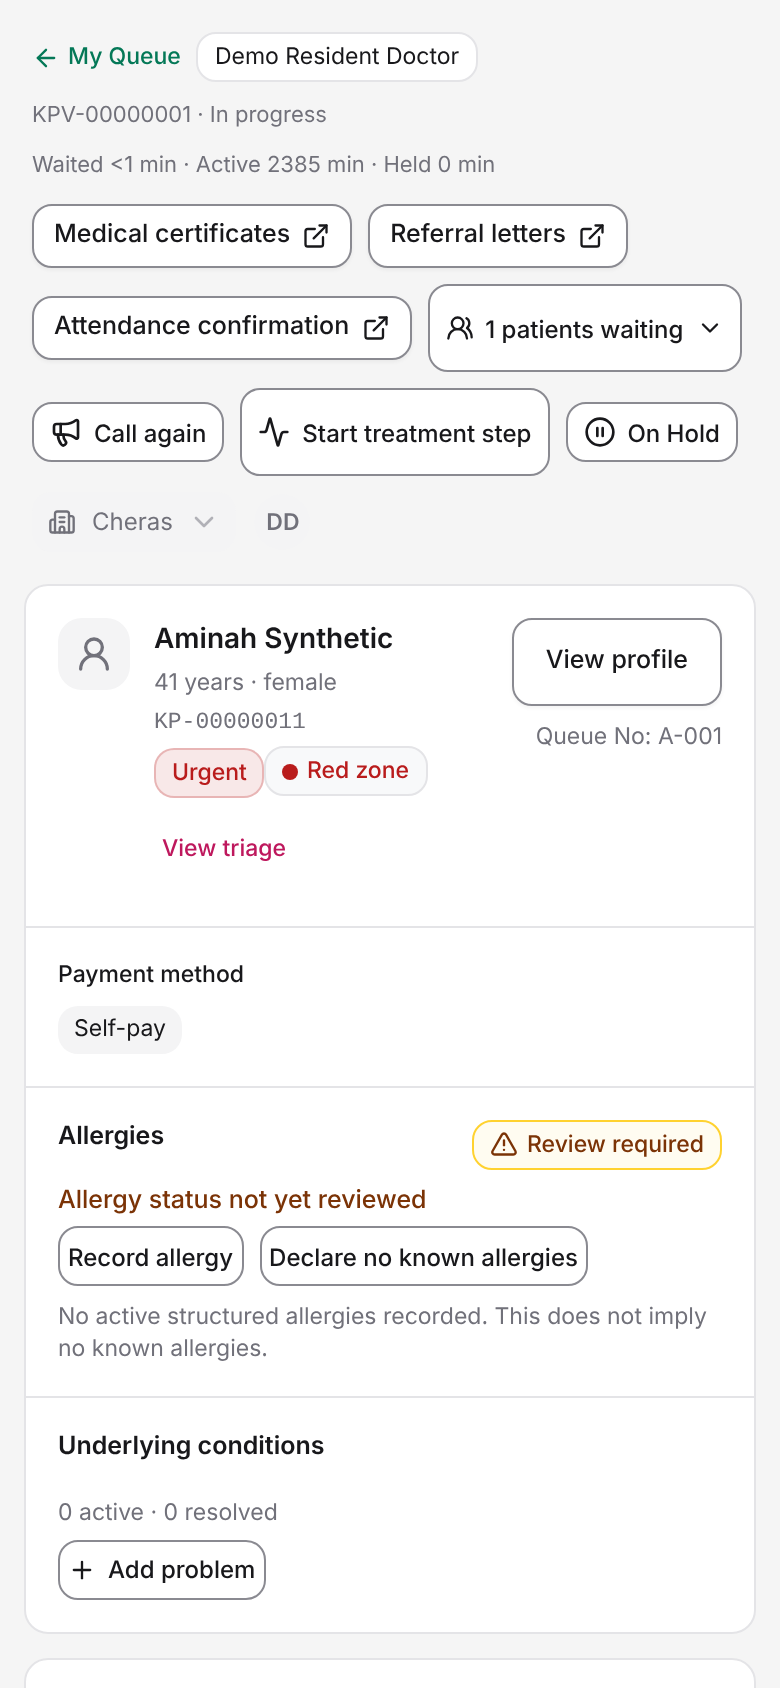 My Queue
Demo Resident Doctor
KPV-00000001 · In progress
Waited <1 min · Active 2385 min · Held 0 min
Medical certificates
Referral letters
Attendance confirmation
1 patients waiting
Call again
Start treatment step
On Hold
Cheras
DD
Aminah Synthetic
View profile
41 years · female
KP-00000011
Queue No: A-001
Urgent
Red zone
View triage
Payment method
Self-pay
Allergies
Review required
Allergy status not yet reviewed
Record allergy
Declare no known allergies
No active structured allergies recorded. This does not imply
no known allergies.
Underlying conditions
0 active · 0 resolved
Add problem